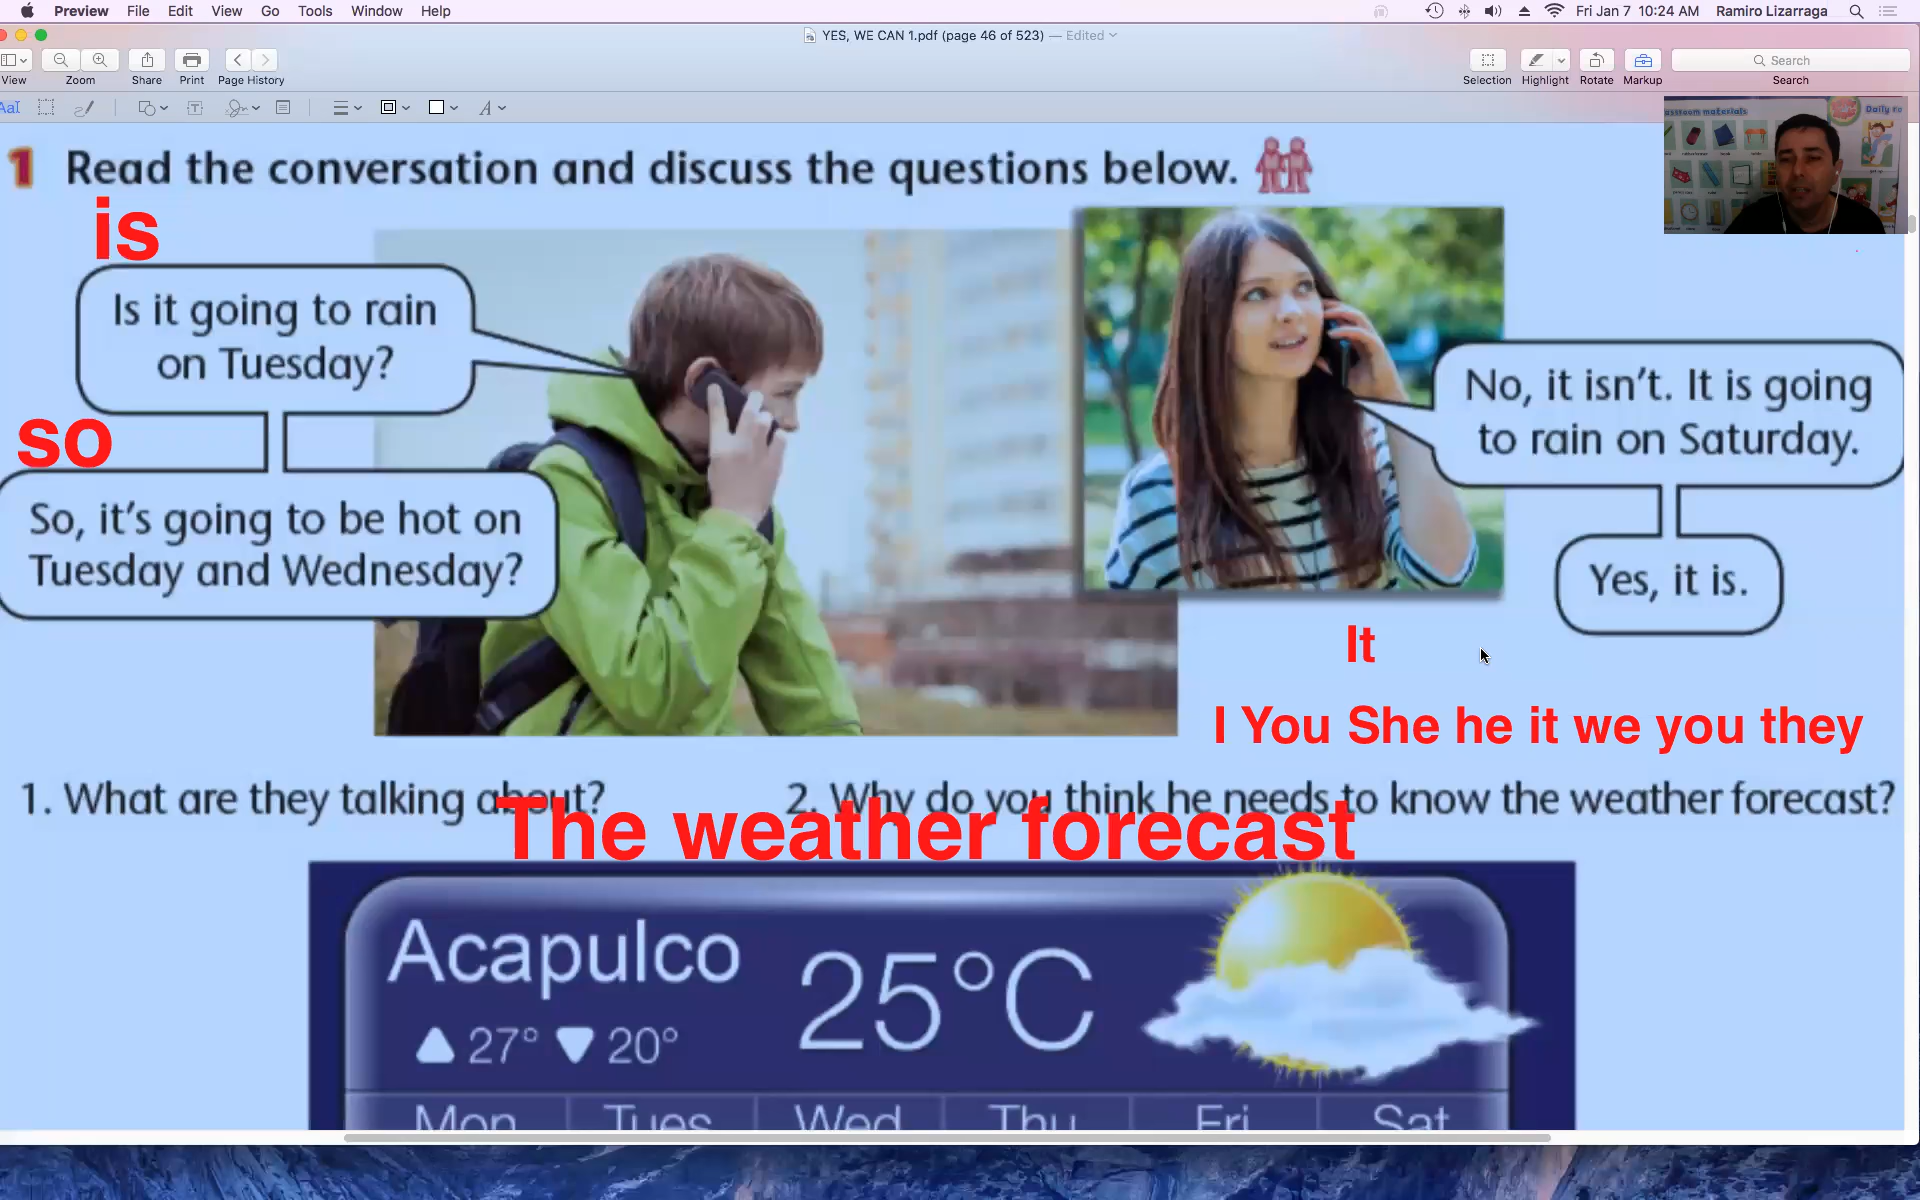 Preview File Edit View Go Tools Window Help Fri Jan 7 10:24 AM Ramiro Lizarraga
YES, WE CAN 1.pdf (page 46 of 523) — Edited
View Zoom Share Print Page History Selection Highlight Rotate Markup Search
Search
AaI
T
A
Classroom materials Daily ro
1 Read the conversation and discuss the questions below.
is
Is it going to rain
on Tuesday?
No, it isn't. It is going
to rain on Saturday.
so
So, it's going to be hot on
Tuesday and Wednesday?
Yes, it is.
It
I You She he it we you they
1. What are they talking about?
2. Why do you think he needs to know the weather forecast?
The weather forecast
Acapulco
25°C
27° 20°
Mon Tues Wed Thu Fri Sat